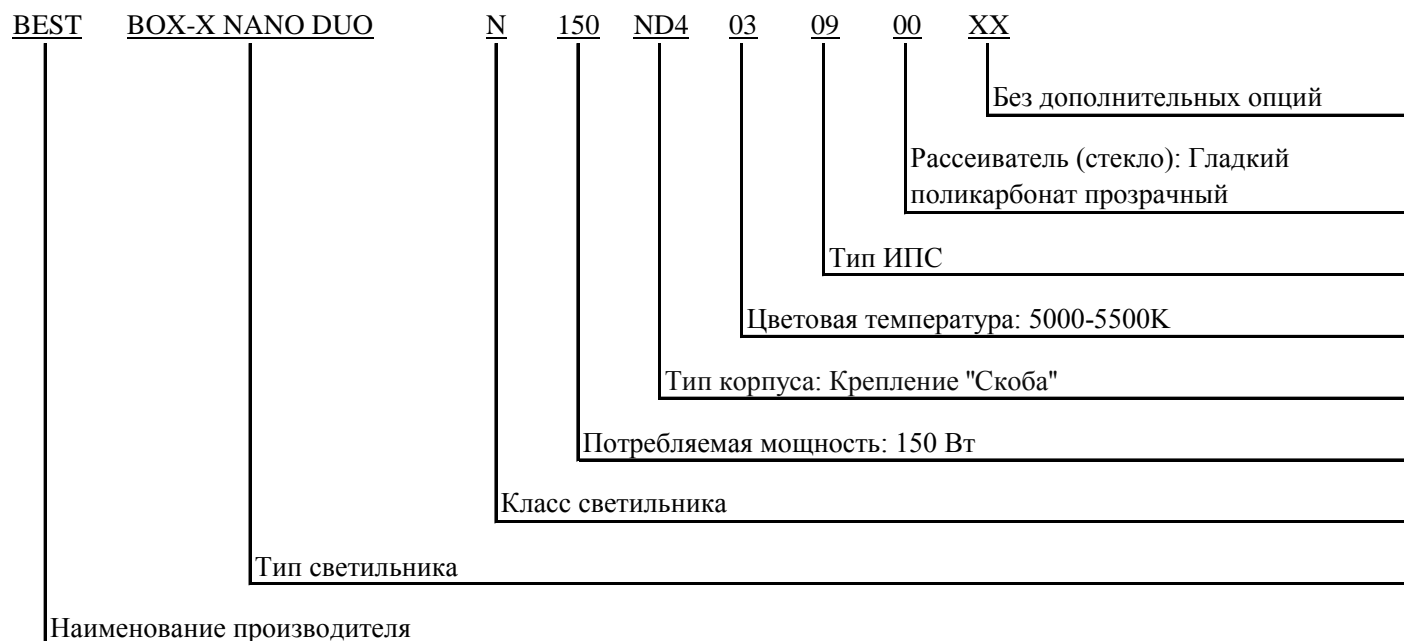 BEST BOX-X NANO DUO N 150 ND4 03 09 00 XX
Без дополнительных опций
Рассеиватель (стекло): Гладкий
поликарбонат прозрачный
Тип ИПС
Цветовая температура: 5000-5500K
Тип корпуса: Крепление "Скоба"
Потребляемая мощность: 150 Вт
Класс светильника
Тип светильника
Наименование производителя